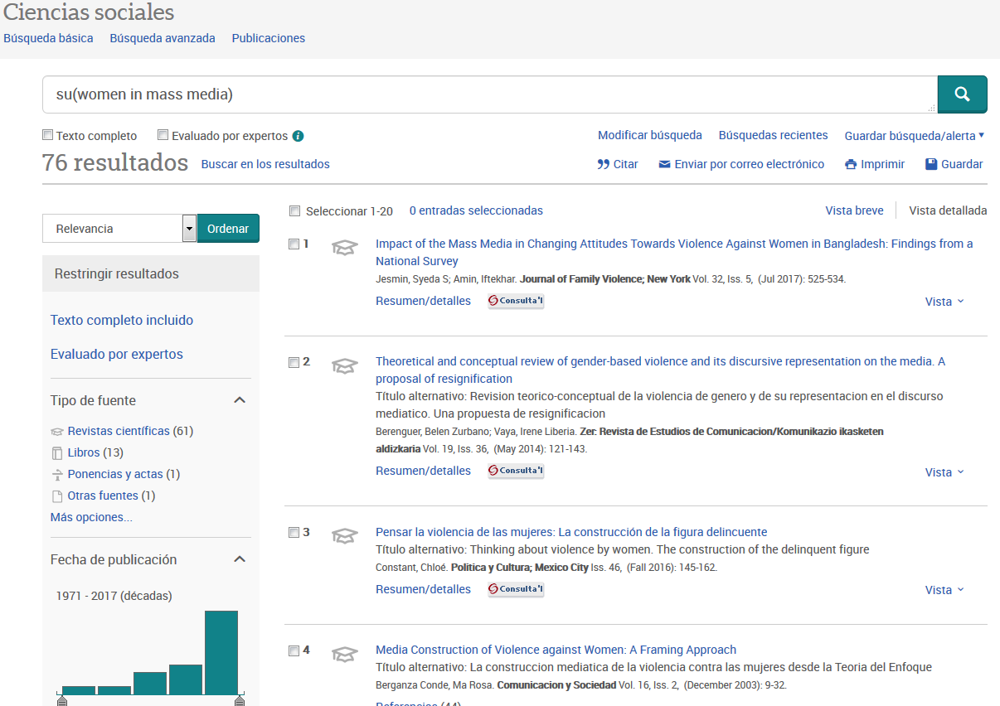 Ciencias sociales
Búsqueda básica Búsqueda avanzada Publicaciones
su(women in mass media)
Texto completo Evaluado por expertos i
Modificar búsqueda Búsquedas recientes Guardar búsqueda/alerta
76 resultados Buscar en los resultados
Citar Enviar por correo electrónico Imprimir Guardar
Relevancia Ordenar
Restringir resultados
Texto completo incluido
Evaluado por expertos
Tipo de fuente
Revistas científicas (61)
Libros (13)
Ponencias y actas (1)
Otras fuentes (1)
Más opciones...
Fecha de publicación
1971 - 2017 (décadas)
Seleccionar 1-20 0 entradas seleccionadas Vista breve Vista detallada
1 Impact of the Mass Media in Changing Attitudes Towards Violence Against Women in Bangladesh: Findings from a
National Survey
Jesmin, Syeda S; Amin, Iftekhar. Journal of Family Violence; New York Vol. 32, Iss. 5, (Jul 2017): 525-534.
Resumen/detalles Consulta'l Vista
2 Theoretical and conceptual review of gender-based violence and its discursive representation on the media. A
proposal of resignification
Título alternativo: Revision teorico-conceptual de la violencia de genero y de su representacion en el discurso
mediatico. Una propuesta de resignificacion
Berenguer, Belen Zurbano; Vaya, Irene Liberia. Zer: Revista de Estudios de Comunicacion/Komunikazio ikasketen
aldizkaria Vol. 19, Iss. 36, (May 2014): 121-143.
Resumen/detalles Consulta'l Vista
3 Pensar la violencia de las mujeres: La construcción de la figura delincuente
Título alternativo: Thinking about violence by women. The construction of the delinquent figure
Constant, Chloé. Politica y Cultura; Mexico City Iss. 46, (Fall 2016): 145-162.
Resumen/detalles Consulta'l Vista
4 Media Construction of Violence against Women: A Framing Approach
Título alternativo: La construccion mediatica de la violencia contra las mujeres desde la Teoria del Enfoque
Berganza Conde, Ma Rosa. Comunicacion y Sociedad Vol. 16, Iss. 2, (December 2003): 9-32.
Referencias (44)